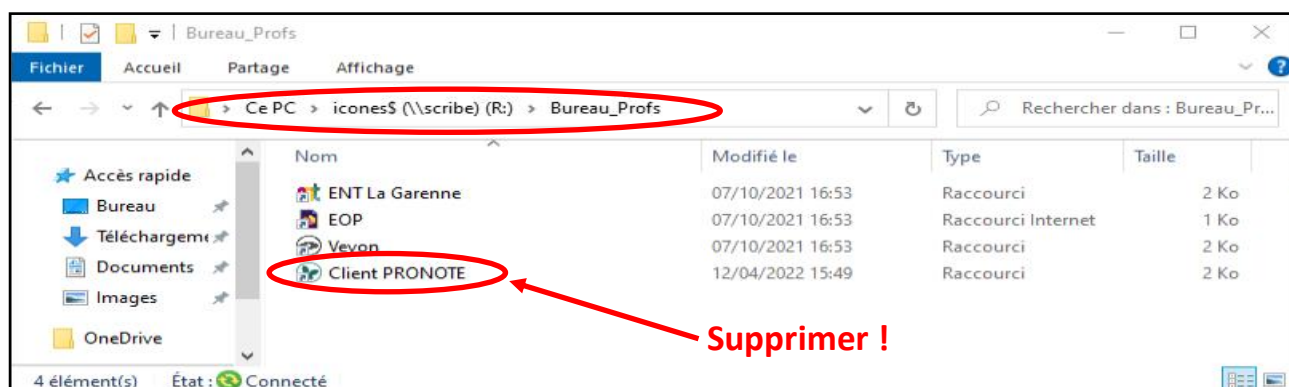 Bureau_Profs
Fichier Accueil Partage Affichage
Ce PC > icones$ (\\scribe) (R:) > Bureau_Profs
Rechercher dans : Bureau_Pr...
Nom Modifié le Type Taille
Accès rapide
ENT La Garenne 07/10/2021 16:53 Raccourci 2 Ko
Bureau
EOP 07/10/2021 16:53 Raccourci Internet 1 Ko
Téléchargeme
Veyon 07/10/2021 16:53 Raccourci 2 Ko
Documents
Client PRONOTE 12/04/2022 15:49 Raccourci 2 Ko
Images
OneDrive
Supprimer !
4 élément(s) État : Connecté